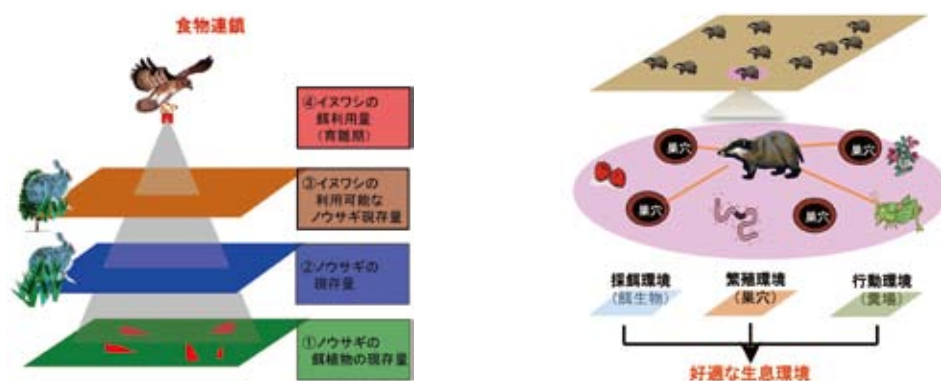 食物連鎖
④イヌワシの
餌利用量
(育雛期)
③イヌワシの
利用可能な
ノウサギ現存量
②ノウサギの
現存量
①ノウサギの
餌植物の現存量
巣穴
巣穴
巣穴
巣穴
採餌環境
(餌生物)
繁殖環境
(巣穴)
行動環境
(糞場)
好適な生息環境